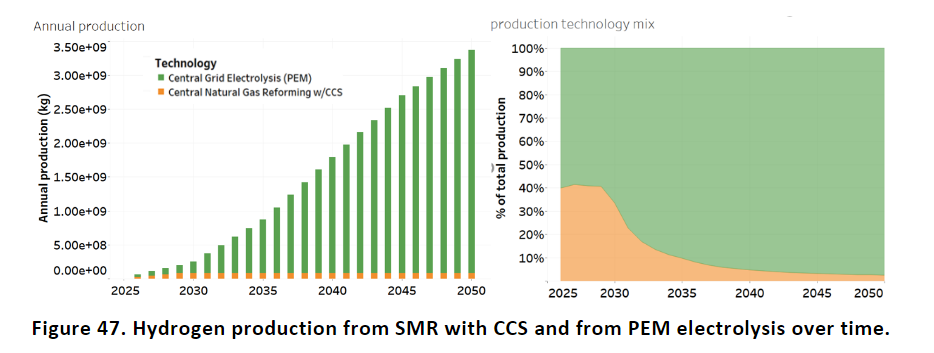 Annual production
3.50e+09
3.00e+09
2.50e+09
2.00e+09
1.50e+09
1.00e+09
5.00e+08
0.00e+00
Annual production (kg)
Technology
Central Grid Electrolysis (PEM)
Central Natural Gas Reforming w/CCS
2025 2030 2035 2040 2045 2050
production technology mix
100%
90%
80%
70%
60%
50%
40%
30%
20%
10%
% of total production
2025 2030 2035 2040 2045 2050
Figure 47. Hydrogen production from SMR with CCS and from PEM electrolysis over time.